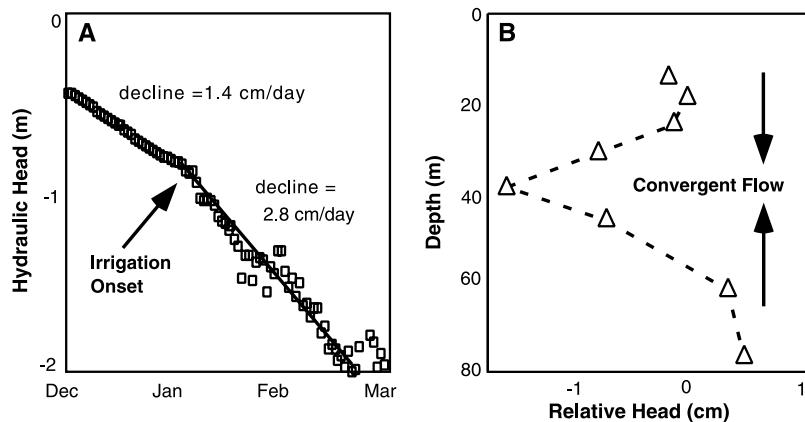 A
0
-1
-2
Hydraulic Head (m)
decline =1.4 cm/day
decline =
2.8 cm/day
Irrigation
Onset
Dec
Jan
Feb
Mar
B
0
20
40
60
80
Depth (m)
Convergent Flow
-1
0
1
Relative Head (cm)